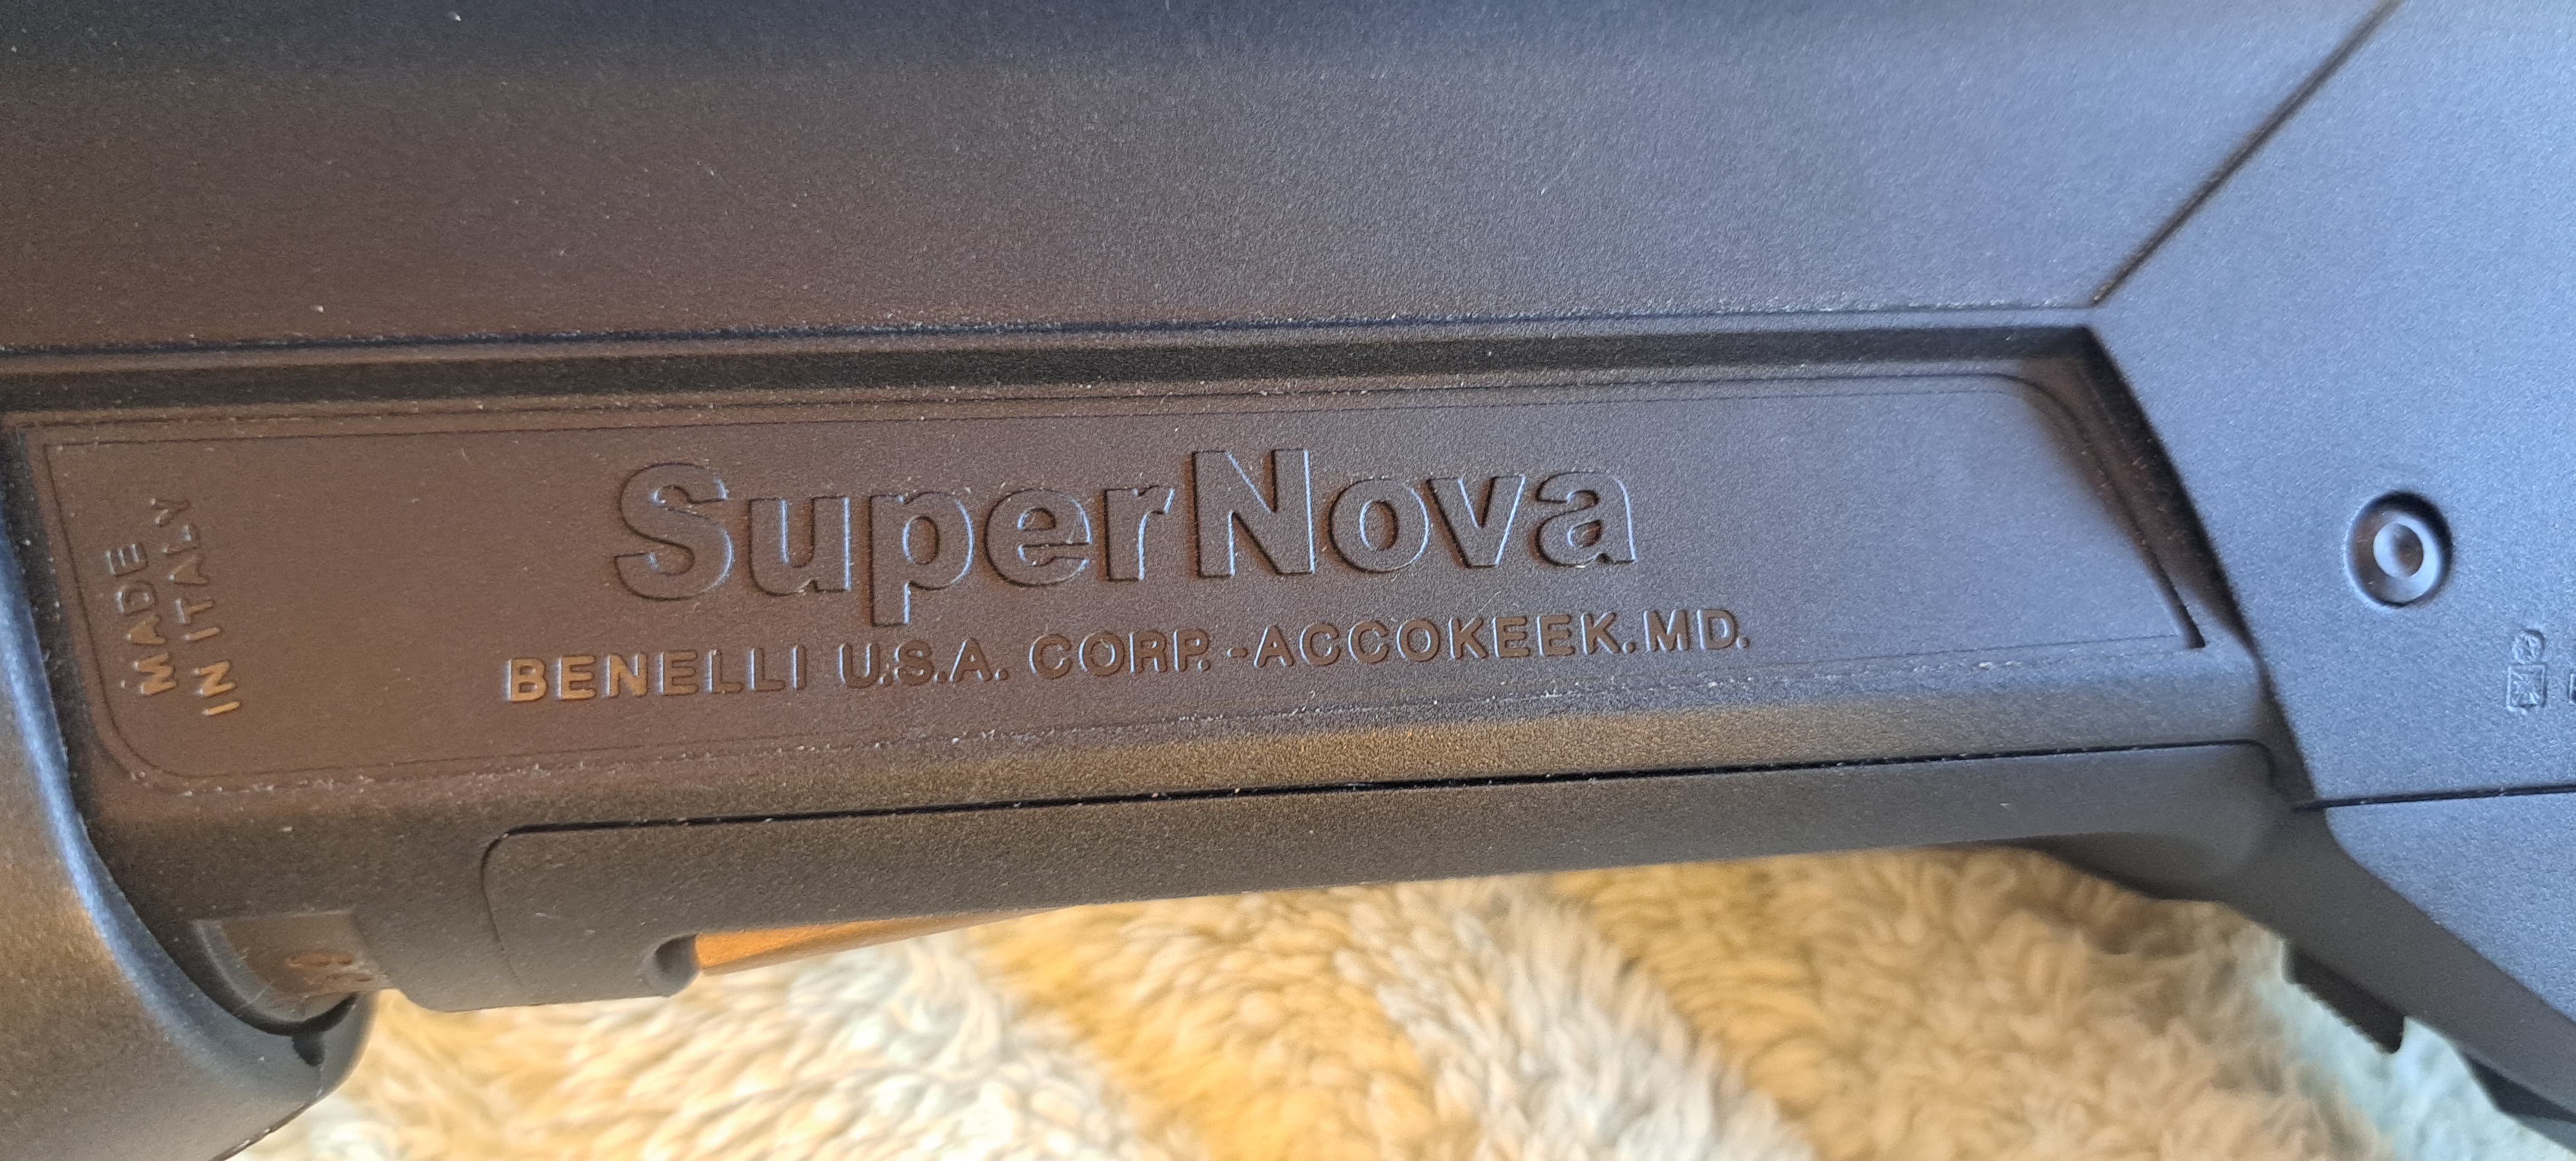 SuperNova
BENELLI U.S.A. CORP. - ACCOKEEK. MD.
MADE
IN ITALY